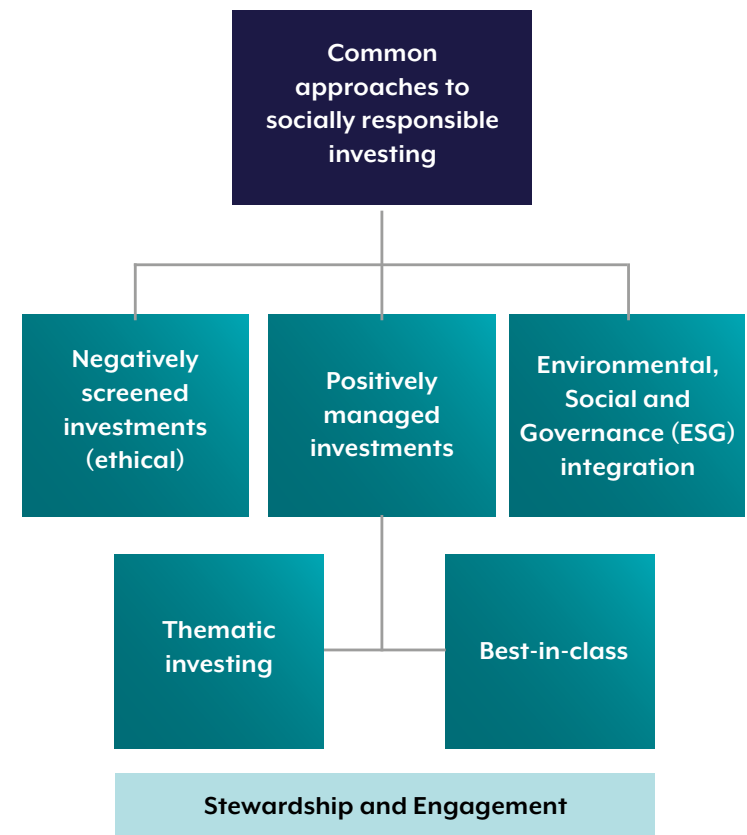 Common
approaches to
socially responsible
investing
Negatively
screened
investments
(ethical)
Positively
managed
investments
Environmental,
Social and
Governance (ESG)
integration
Thematic
investing
Best-in-class
Stewardship and Engagement